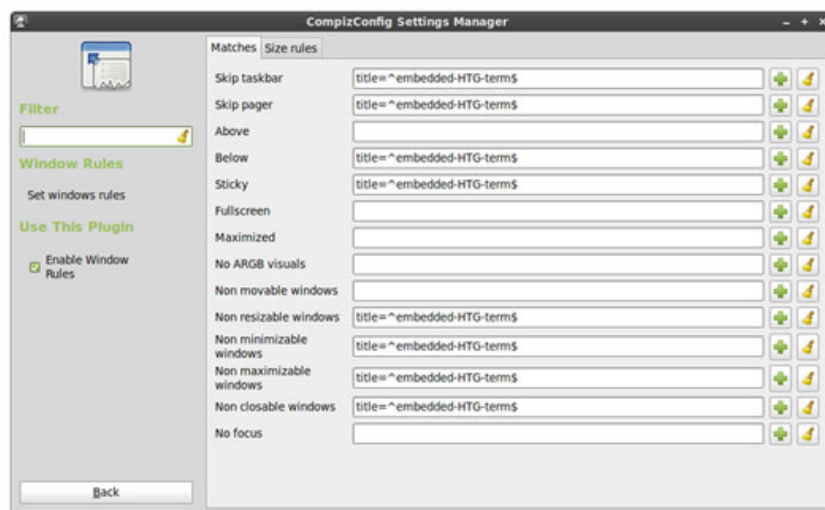 CompizConfig Settings Manager
Matches Size rules
Filter
Window Rules
Set windows rules
Use This Plugin
Enable Window
Rules
Back
Skip taskbar title=^embedded-HTG-term$
Skip pager title=^embedded-HTG-term$
Above
Below title=^embedded-HTG-term$
Sticky title=^embedded-HTG-term$
Fullscreen
Maximized
No ARGB visuals
Non movable windows
Non resizable windows title=^embedded-HTG-term$
Non minimizable
windows title=^embedded-HTG-term$
Non maximizable
windows title=^embedded-HTG-term$
Non closable windows title=^embedded-HTG-term$
No focus